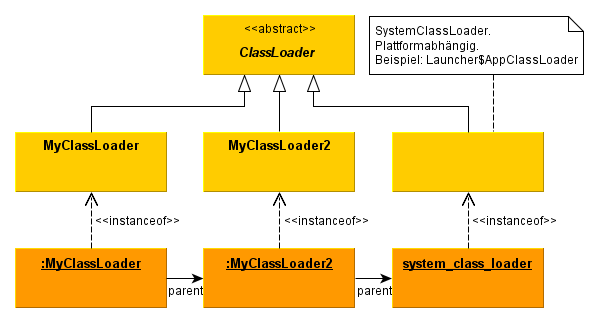 <<abstract>>
ClassLoader
SystemClassLoader.
Plattformabhängig.
Beispiel: Launcher$AppClassLoader
MyClassLoader
MyClassLoader2
<<instanceof>>
<<instanceof>>
<<instanceof>>
:MyClassLoader
:MyClassLoader2
system_class_loader
parent
parent